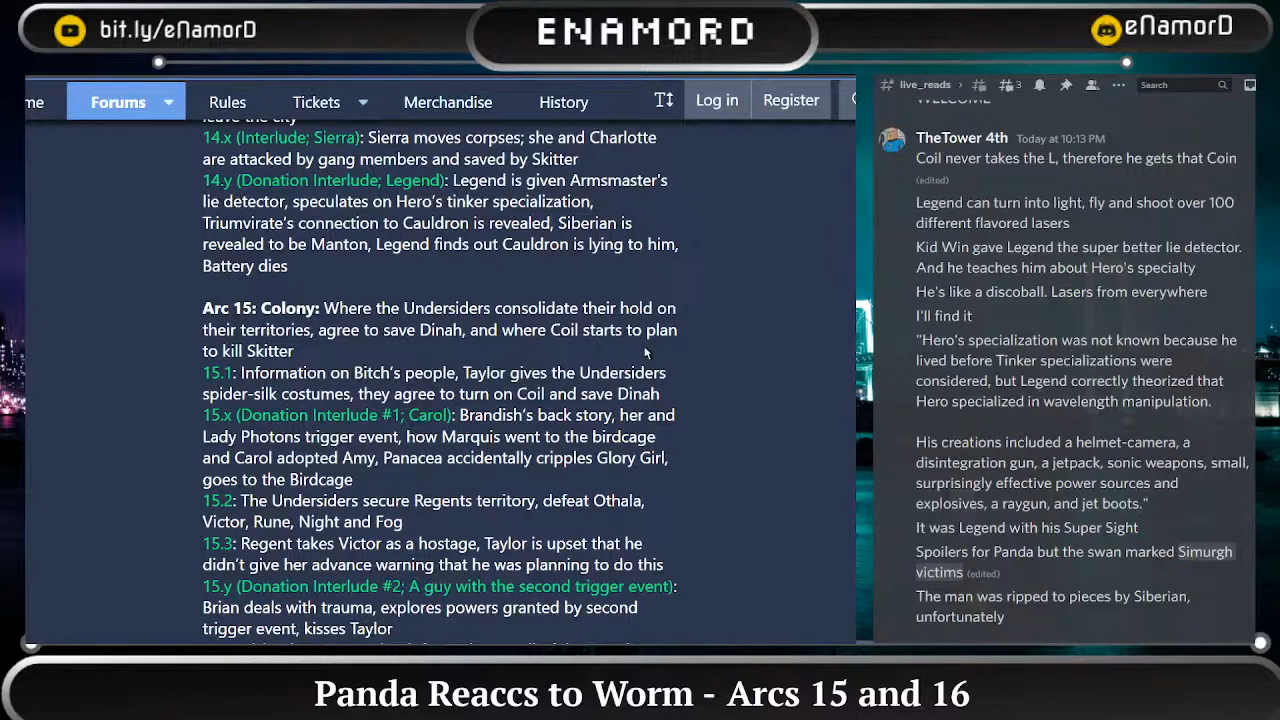 bit.ly/eNamorD
ENAMORD
eNamorD
me
Forums
Rules
Tickets
Merchandise
History
Log in
Register
leave the city
14.x (Interlude; Sierra): Sierra moves corpses; she and Charlotte
are attacked by gang members and saved by Skitter
14.y (Donation Interlude; Legend): Legend is given Armsmaster's
lie detector, speculates on Hero's tinker specialization,
Triumvirate's connection to Cauldron is revealed, Siberian is
revealed to be Manton, Legend finds out Cauldron is lying to him,
Battery dies
Arc 15: Colony: Where the Undersiders consolidate their hold on
their territories, agree to save Dinah, and where Coil starts to plan
to kill Skitter
15.1: Information on Bitch's people, Taylor gives the Undersiders
spider-silk costumes, they agree to turn on Coil and save Dinah
15.x (Donation Interlude #1; Carol): Brandish's back story, her and
Lady Photons trigger event, how Marquis went to the birdcage
and Carol adopted Amy, Panacea accidentally cripples Glory Girl,
goes to the Birdcage
15.2: The Undersiders secure Regents territory, defeat Othala,
Victor, Rune, Night and Fog
15.3: Regent takes Victor as a hostage, Taylor is upset that he
didn't give her advance warning that he was planning to do this
15.y (Donation Interlude #2; A guy with the second trigger event):
Brian deals with trauma, explores powers granted by second
trigger event, kisses Taylor
live_reads
3
Search
WELCOME
TheTower 4th Today at 10:13 PM
Coil never takes the L, therefore he gets that Coin
(edited)
Legend can turn into light, fly and shoot over 100
different flavored lasers
Kid Win gave Legend the super better lie detector.
And he teaches him about Hero's specialty
He's like a discoball. Lasers from everywhere
I'll find it
"Hero's specialization was not known because he
lived before Tinker specializations were
considered, but Legend correctly theorized that
Hero specialized in wavelength manipulation.
His creations included a helmet-camera, a
disintegration gun, a jetpack, sonic weapons, small,
surprisingly effective power sources and
explosives, a raygun, and jet boots."
It was Legend with his Super Sight
Spoilers for Panda but the swan marked Simurgh
victims (edited)
The man was ripped to pieces by Siberian,
unfortunately
Panda Reaccs to Worm - Arcs 15 and 16